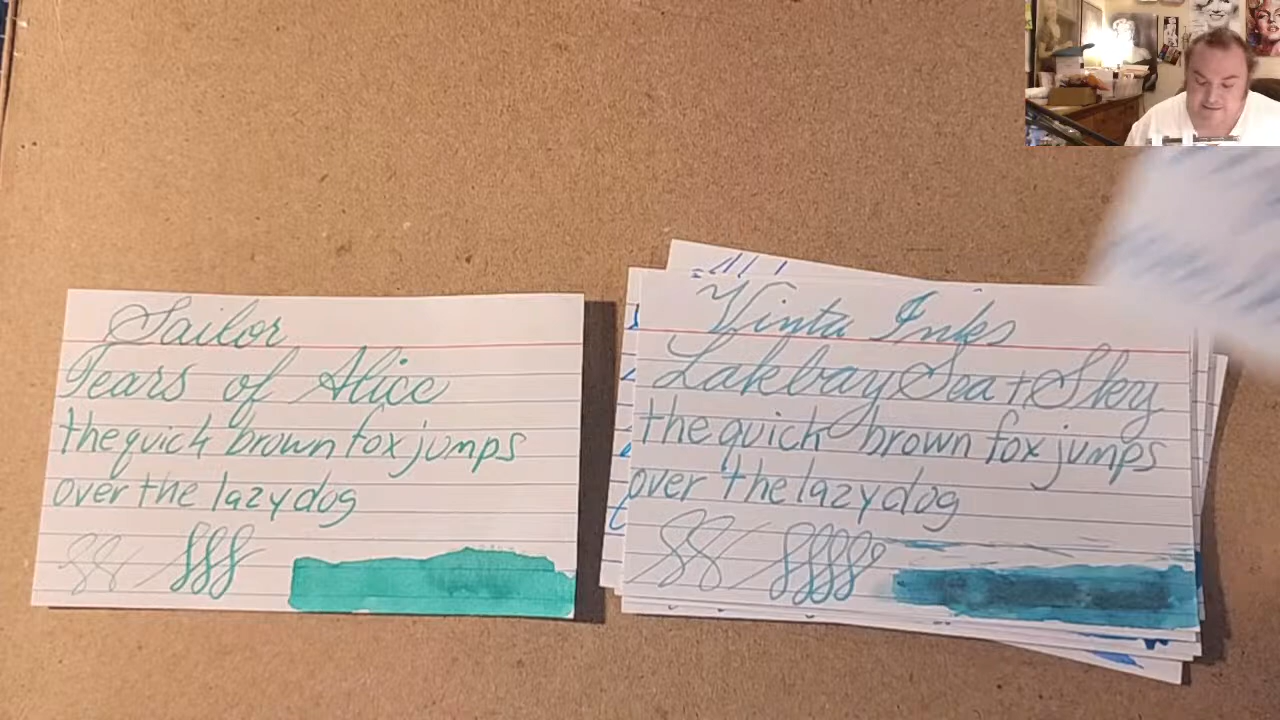 Sailor
Tears of Alice
the quick brown fox jumps
over the lazy dog
Vinta Inks
Lakbay Sea + Sky
the quick brown fox jumps
over the lazy dog